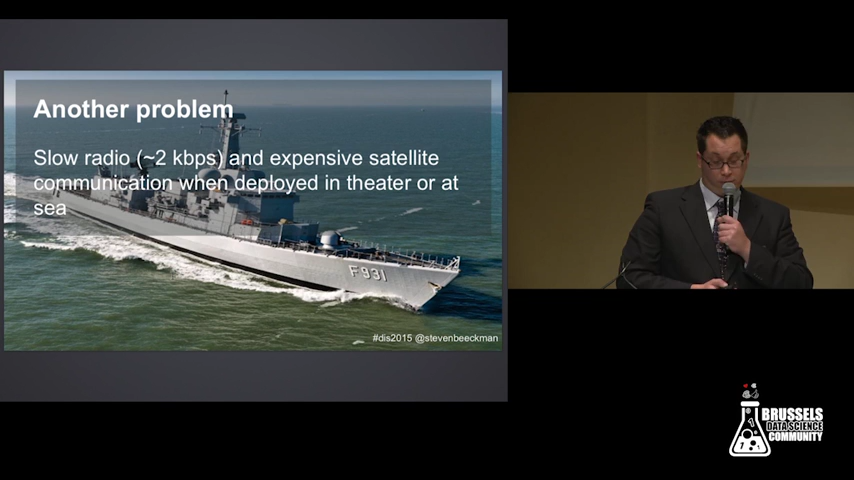 Another problem
Slow radio (~2 kbps) and expensive satellite
communication when deployed in theater or at
sea
F931
#dis2015 @stevenbeeckman
BRUSSELS
DATA SCIENCE
COMMUNITY